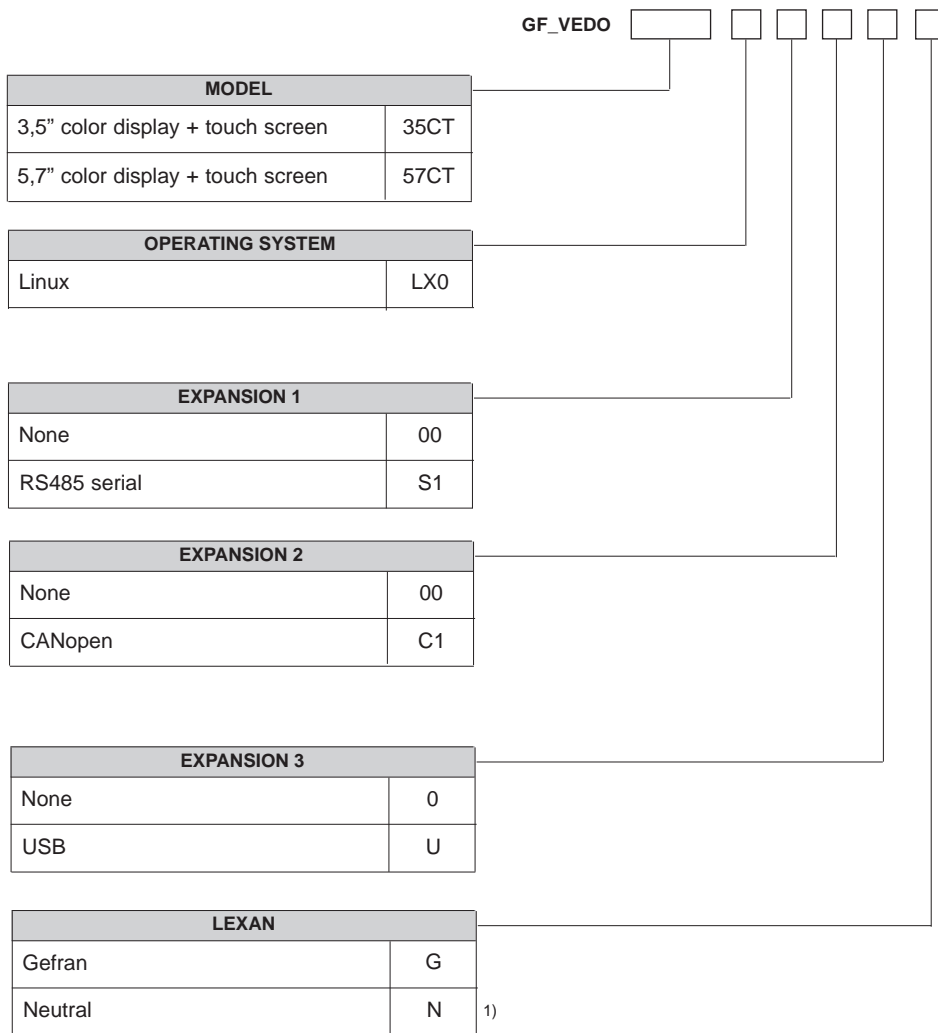 GF_VEDO
MODEL
3,5” color display + touch screen 35CT
5,7” color display + touch screen 57CT
OPERATING SYSTEM
Linux LX0
EXPANSION 1
None 00
RS485 serial S1
EXPANSION 2
None 00
CANopen C1
EXPANSION 3
None 0
USB U
LEXAN
Gefran G
Neutral N 1)